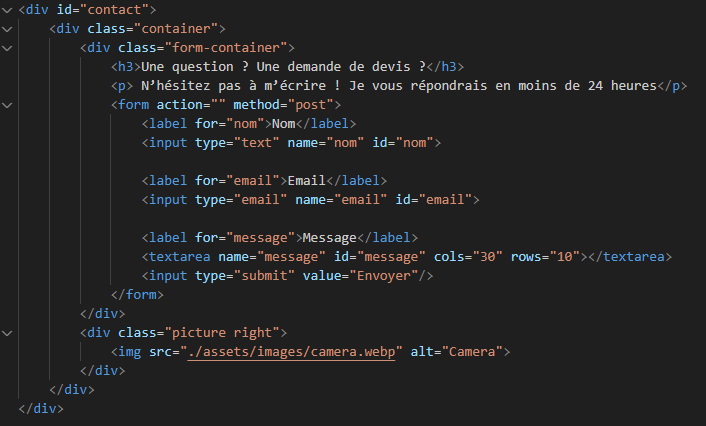 <div id="contact">
<div class="container">
<div class="form-container">
<h3>Une question ? Une demande de devis ?</h3>
<p> N’hésitez pas à m’écrire ! Je vous répondrais en moins de 24 heures</p>
<form action="" method="post">
<label for="nom">Nom</label>
<input type="text" name="nom" id="nom">
<label for="email">Email</label>
<input type="email" name="email" id="email">
<label for="message">Message</label>
<textarea name="message" id="message" cols="30" rows="10"></textarea>
<input type="submit" value="Envoyer"/>
</form>
</div>
<div class="picture right">
<img src="./assets/images/camera.webp" alt="Camera">
</div>
</div>
</div>